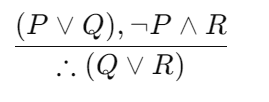 (P ∨ Q), ¬P ∧ R
∴ (Q ∨ R)